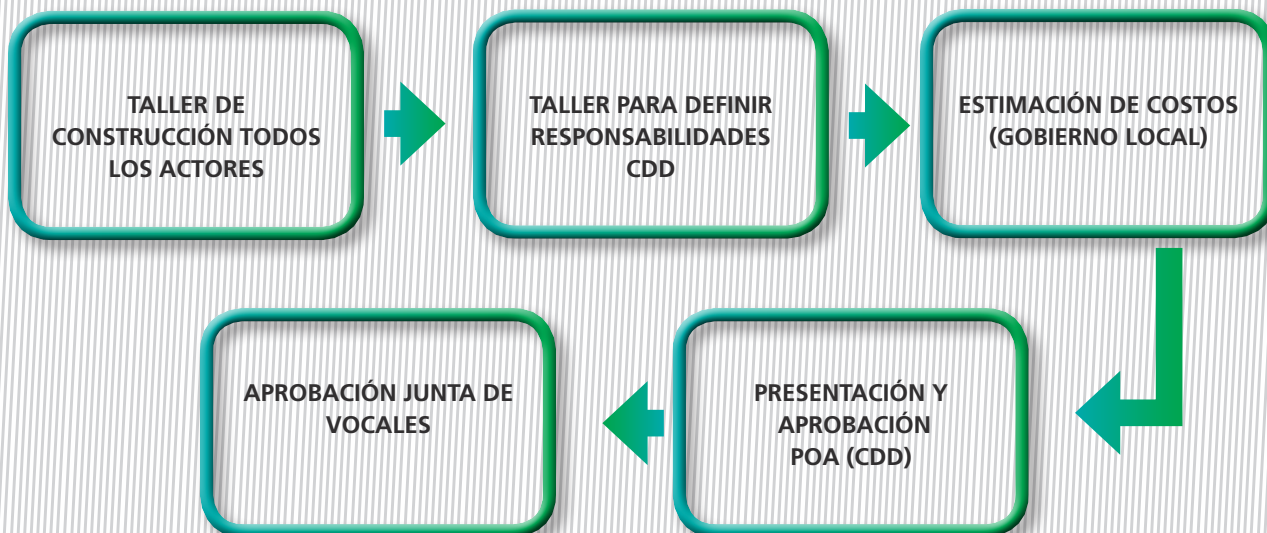 TALLER DE
CONSTRUCCIÓN TODOS
LOS ACTORES
TALLER PARA DEFINIR
RESPONSABILIDADES
CDD
ESTIMACIÓN DE COSTOS
(GOBIERNO LOCAL)
PRESENTACIÓN Y
APROBACIÓN
POA (CDD)
APROBACIÓN JUNTA DE
VOCALES